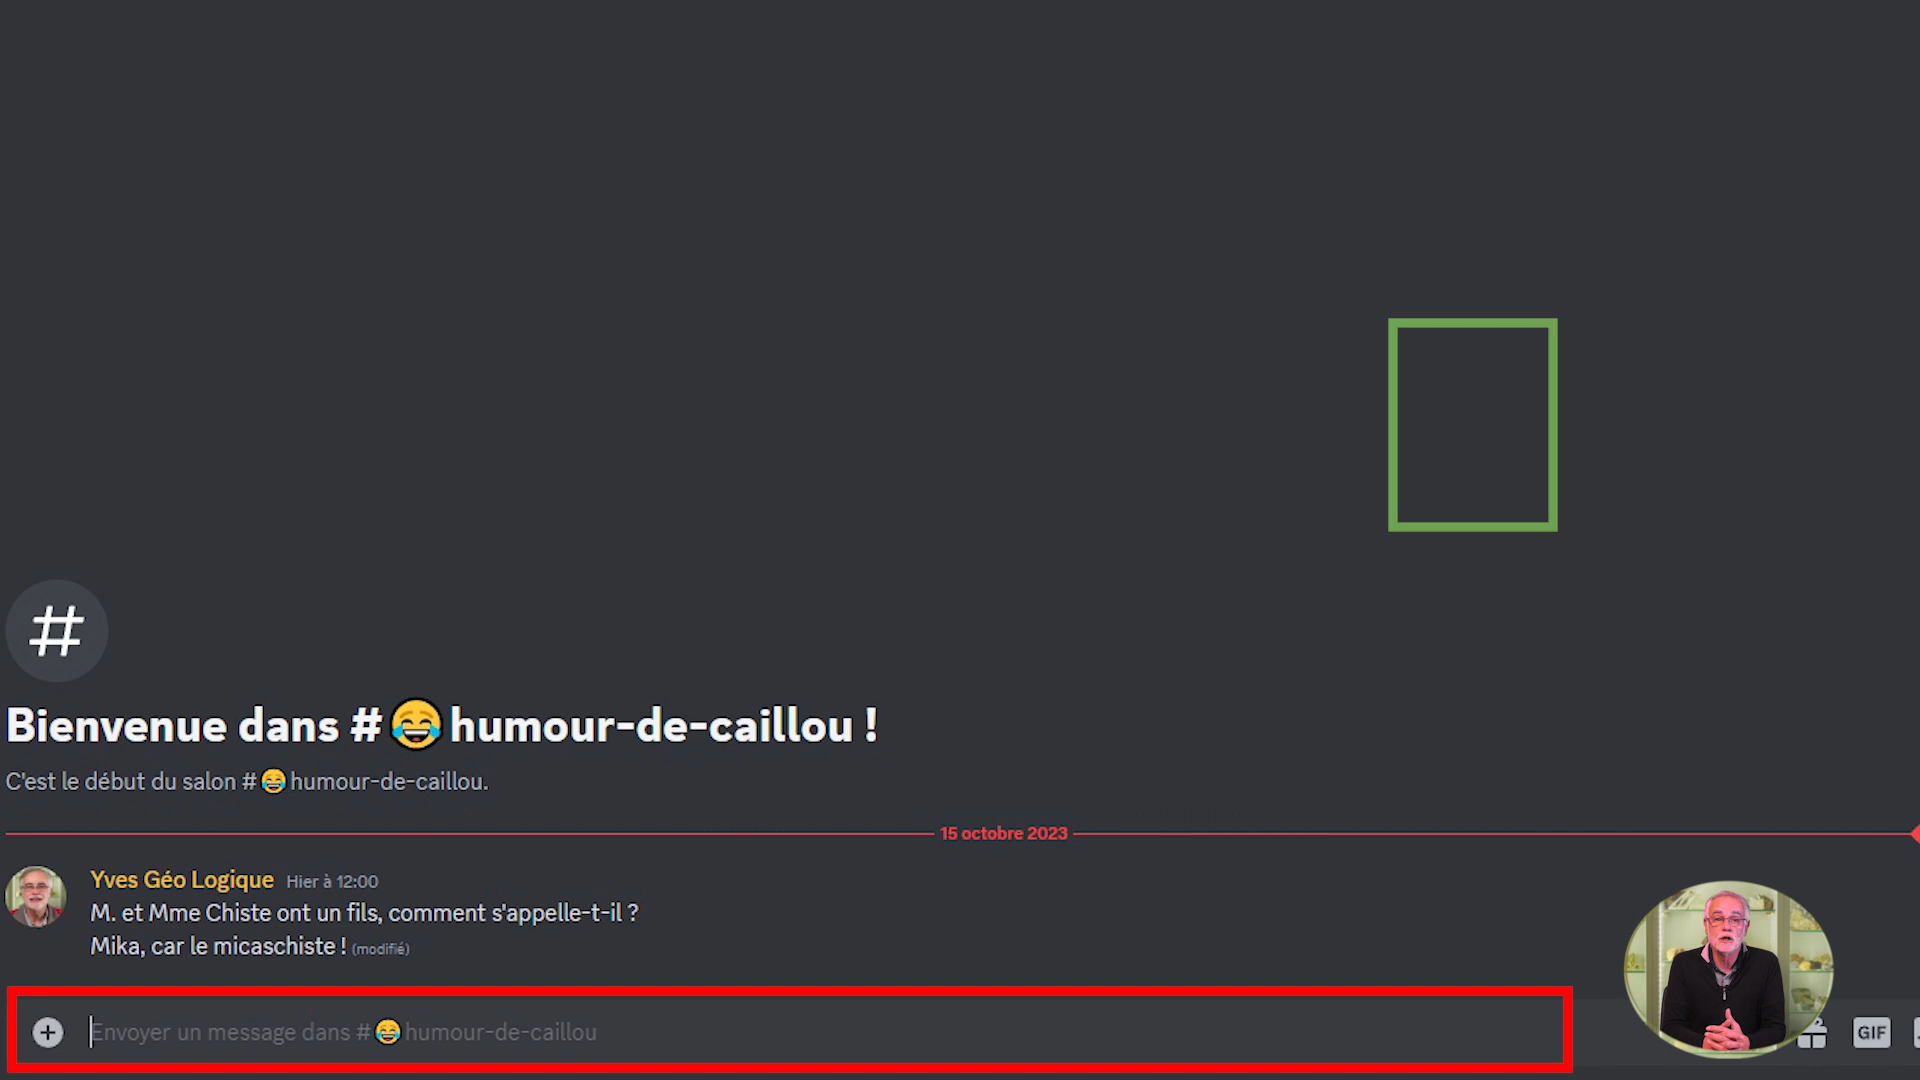 Bienvenue dans #😂humour-de-caillou !
C'est le début du salon #😂humour-de-caillou.
15 octobre 2023
Yves Géo Logique Hier à 12:00
M. et Mme Chiste ont un fils, comment s'appelle-t-il ?
Mika, car le micaschiste ! (modifié)
Envoyer un message dans #😂humour-de-caillou
GIF